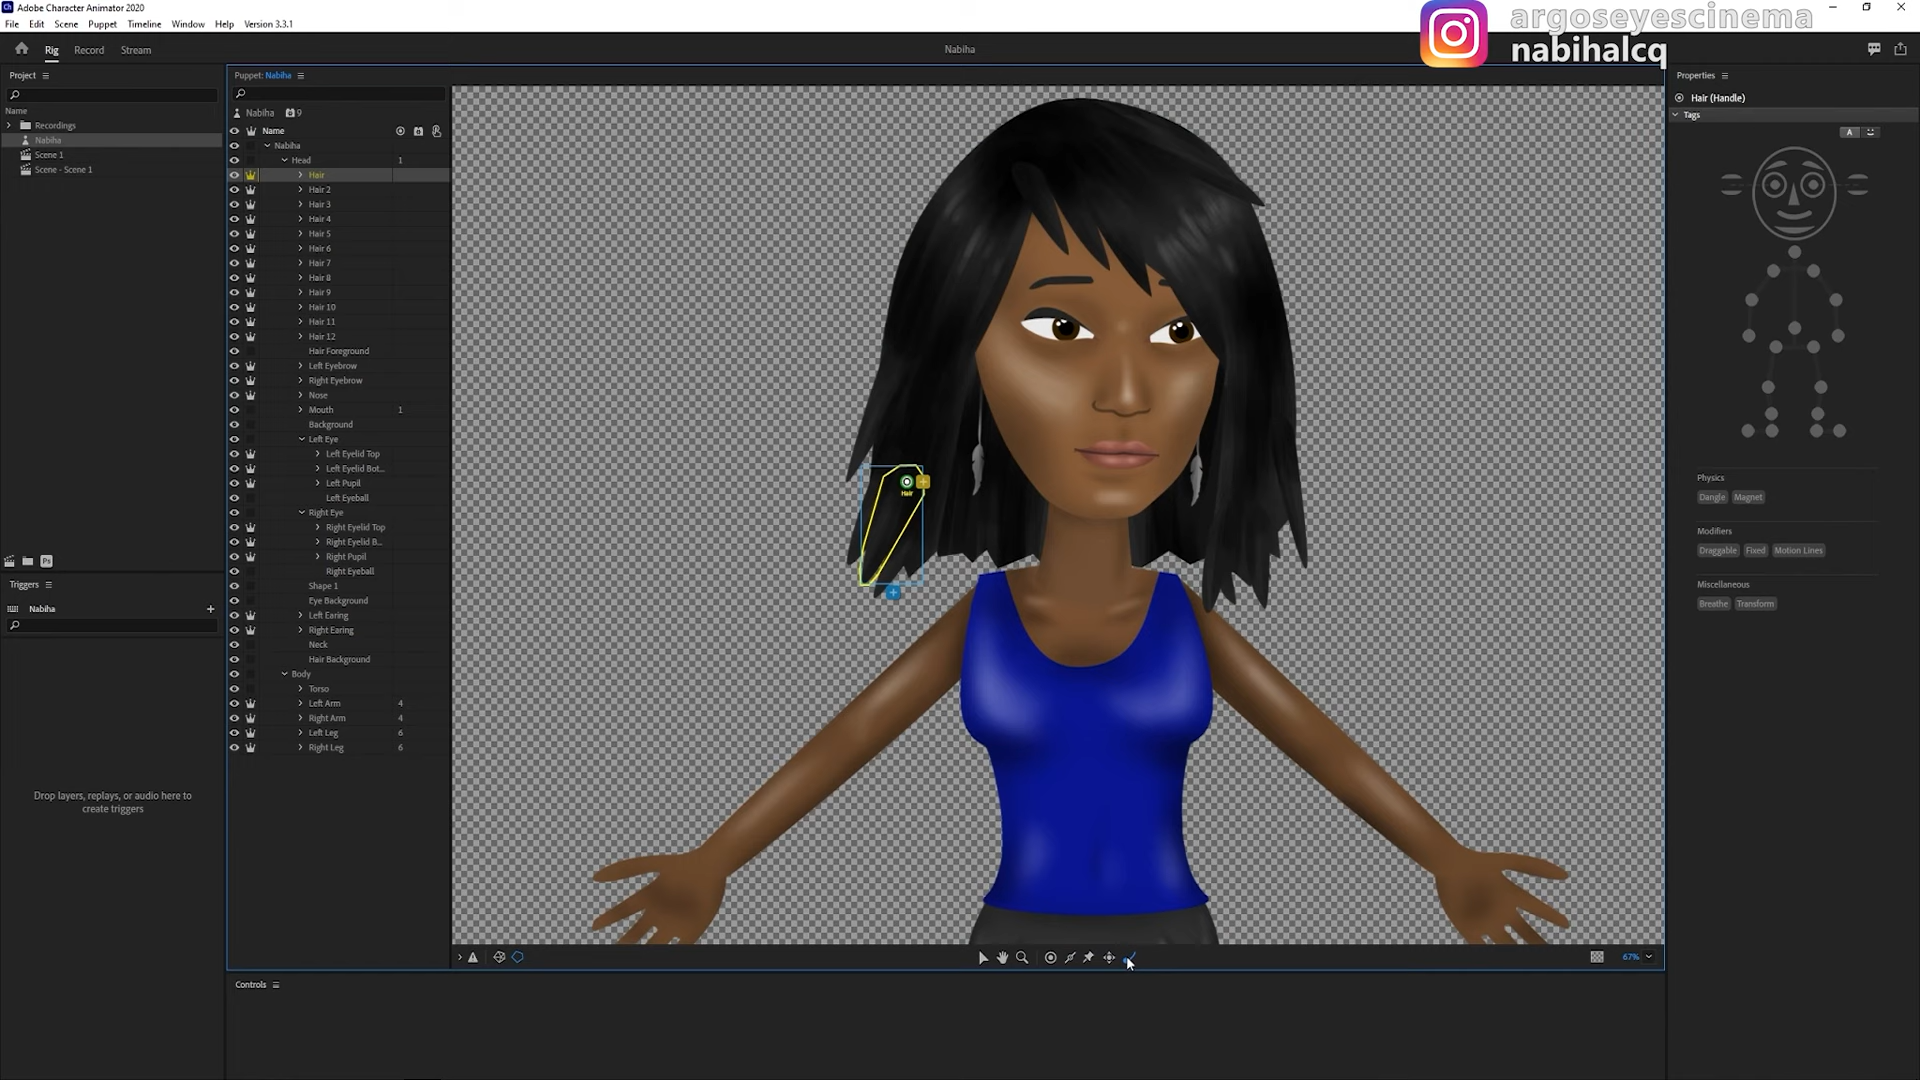 Ch Adobe Character Animator 2020
File Edit Scene Puppet Timeline Window Help Version 3.3.1
argoseyescinema
nabihalcq
Rig Record Stream
Nabiha
Project
Name
Recordings
Nabiha
Scene 1
Scene - Scene 1
Ps
Triggers
Nabiha
Drop layers, replays, or audio here to
create triggers
Puppet: Nabiha
Nabiha 9
Name
Nabiha
Head 1
Hair
Hair 2
Hair 3
Hair 4
Hair 5
Hair 6
Hair 7
Hair 8
Hair 9
Hair 10
Hair 11
Hair 12
Hair Foreground
Left Eyebrow
Right Eyebrow
Nose
Mouth 1
Background
Left Eye
Left Eyelid Top
Left Eyelid Bot...
Left Pupil
Left Eyeball
Right Eye
Right Eyelid Top
Right Eyelid B...
Right Pupil
Right Eyeball
Shape 1
Eye Background
Left Earing
Right Earing
Neck
Hair Background
Body
Torso
Left Arm 4
Right Arm 4
Left Leg 6
Right Leg 6
Hair
67%
Controls
Properties
Hair (Handle)
Tags
A
Physics
Dangle Magnet
Modifiers
Draggable Fixed Motion Lines
Miscellaneous
Breathe Transform